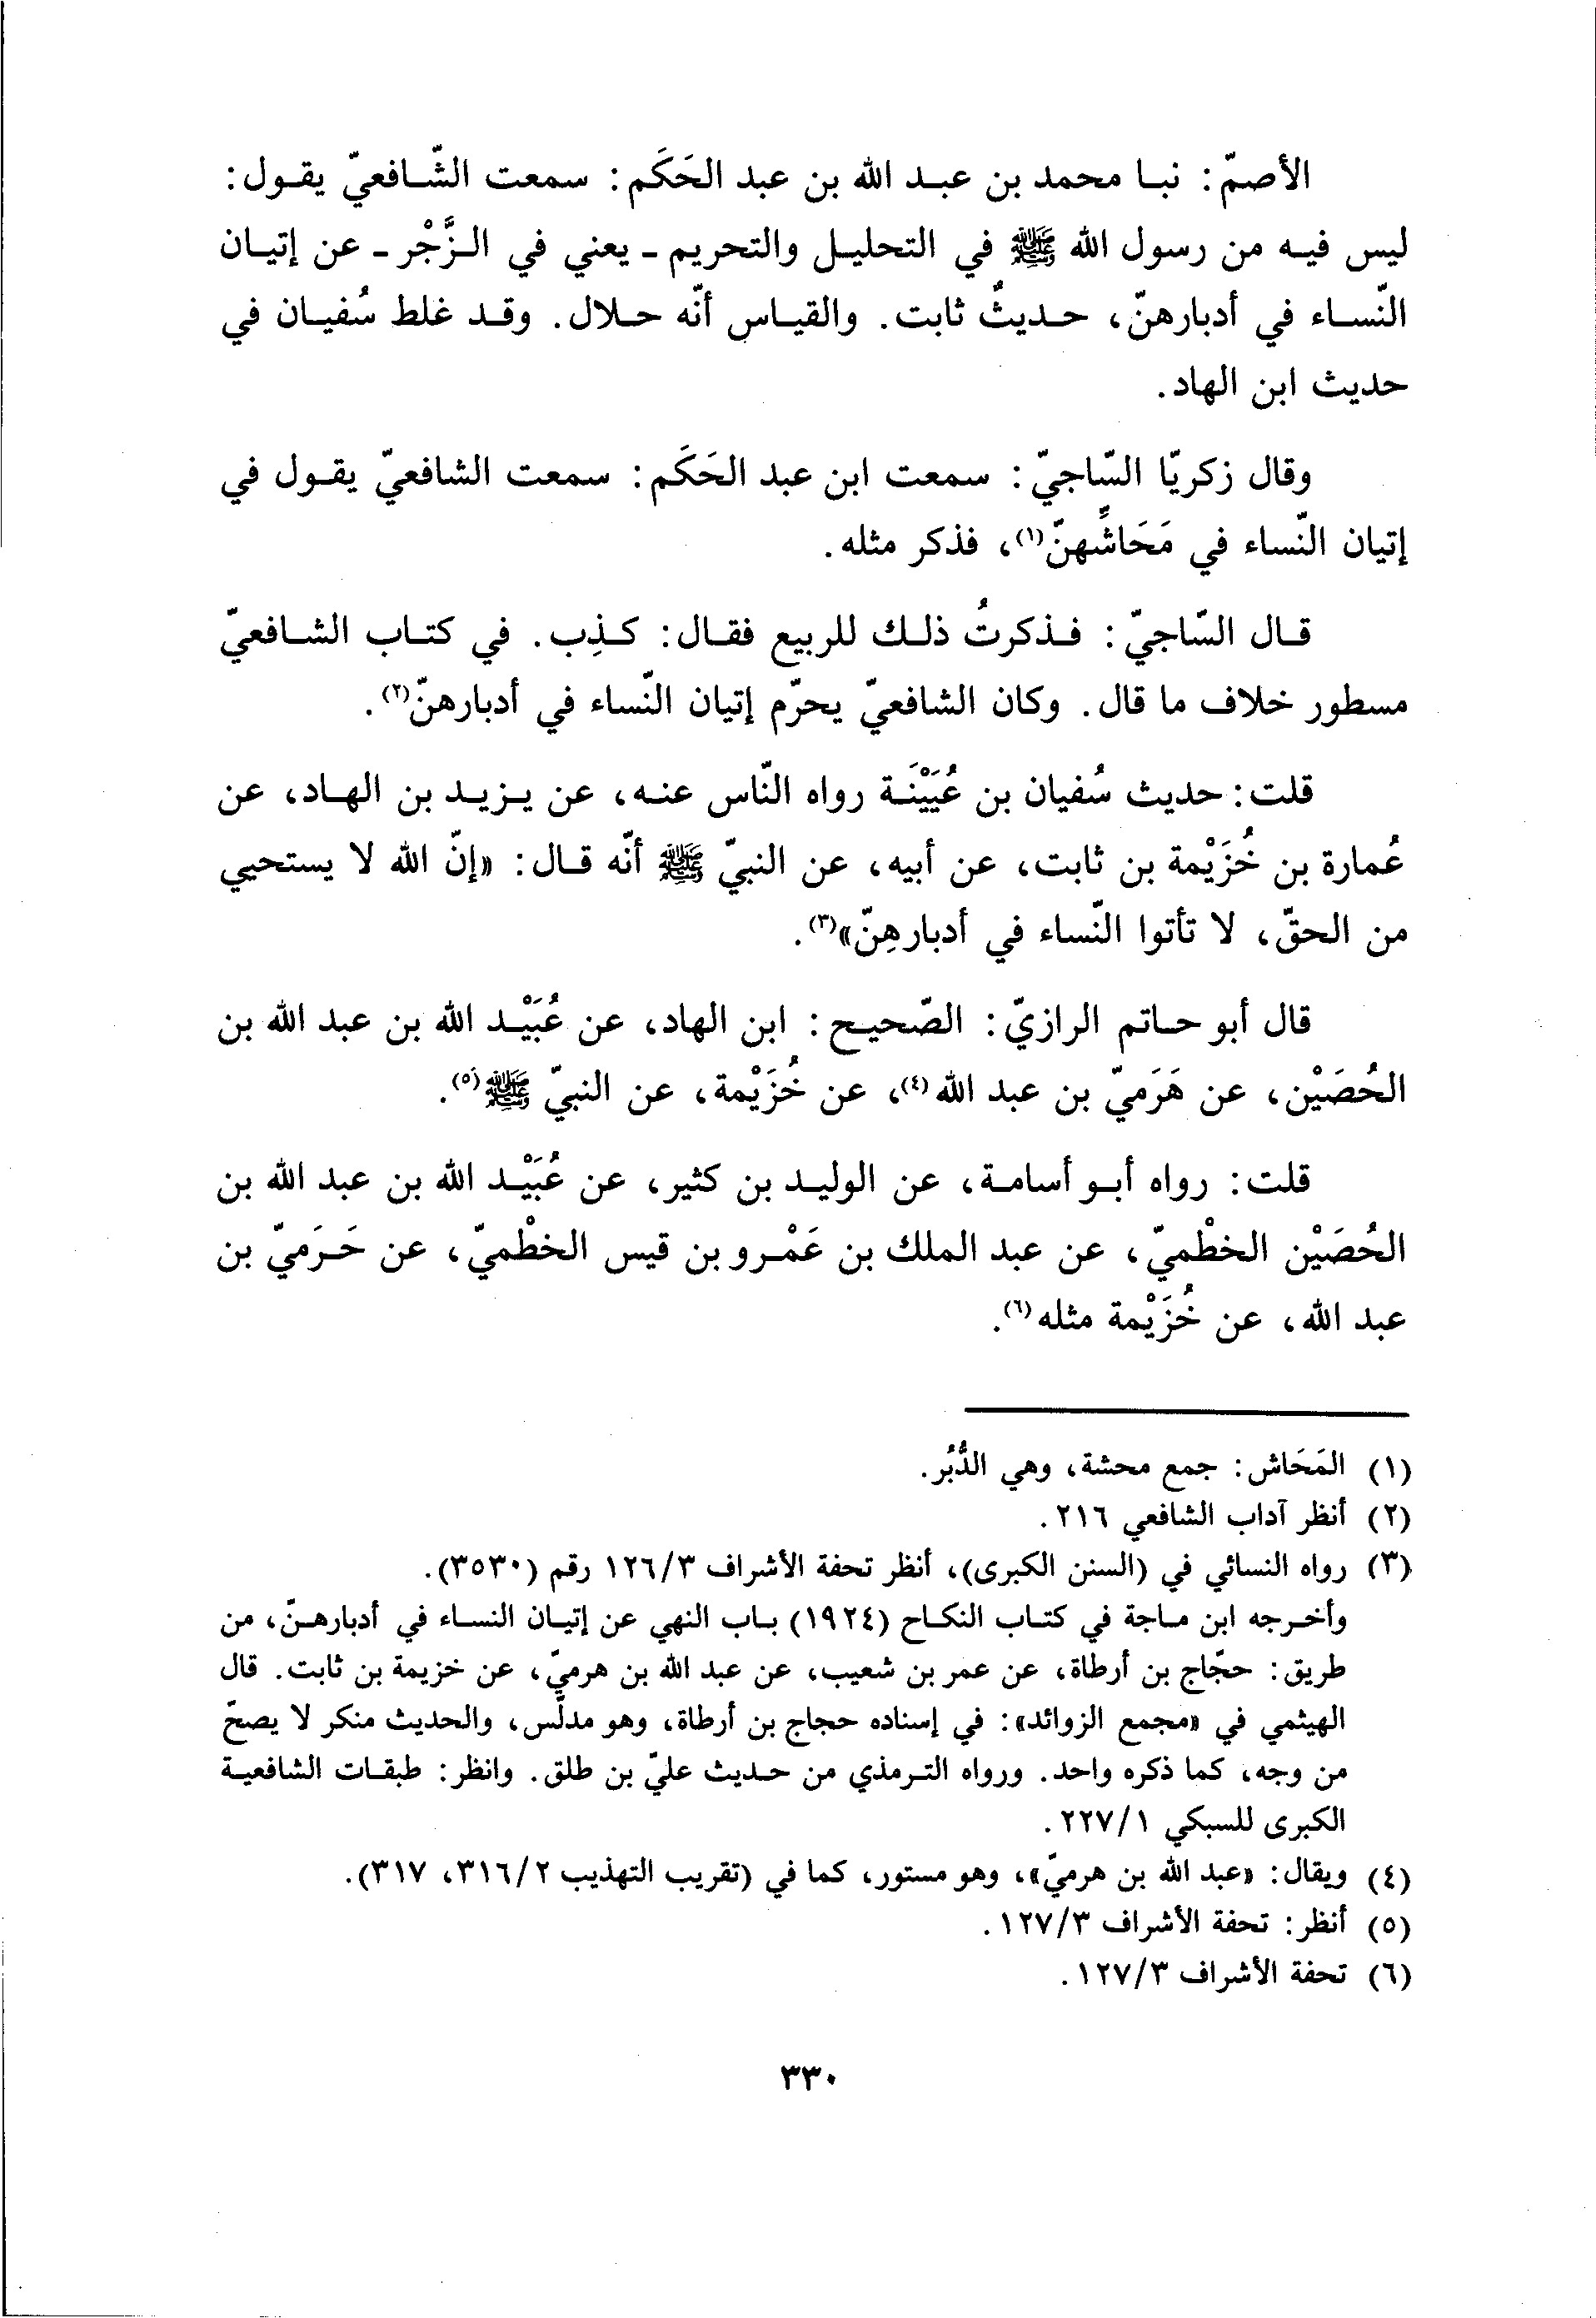 الأصمّ: نبا محمد بن عبد الله بن عبد الحَكَم: سمعت الشّافعيّ يقول:
ليس فيه من رسول الله ﷺ في التحليل والتحريم - يعني في الزَّجْر - عن إتيان
النّساء في أدبارهنّ، حديثٌ ثابت. والقياس أنّه حلال. وقد غلط سُفيان في
حديث ابن الهاد.
وقال زكريّا السّاجيّ: سمعت ابن عبد الحَكَم: سمعت الشافعيّ يقول في
إتيان النّساء في مَحَاشِّهنّ(١)، فذكر مثله.
قال السّاجيّ: فذكرتُ ذلك للربيع فقال: كذِب. في كتاب الشافعيّ
مسطور خلاف ما قال. وكان الشافعيّ يحرّم إتيان النّساء في أدبارهنّ(٢).
قلت: حديث سُفيان بن عُيَيْنَة رواه النّاس عنه، عن يزيد بن الهاد، عن
عُمارة بن خُزَيْمة بن ثابت، عن أبيه، عن النبيّ ﷺ أنّه قال: «إنّ الله لا يستحيي
من الحقّ، لا تأتوا النّساء في أدبارهِنّ»(٣).
قال أبو حاتم الرازيّ: الصّحيح: ابن الهاد، عن عُبَيْد الله بن عبد الله بن
الحُصَيْن، عن هَرَميّ بن عبد الله(٤)، عن خُزَيْمة، عن النبيّ ﷺ(٥).
قلت: رواه أبو أسامة، عن الوليد بن كثير، عن عُبَيْد الله بن عبد الله بن
الحُصَيْن الخطْميّ، عن عبد الملك بن عَمْرو بن قيس الخطْميّ، عن حَرَميّ بن
عبد الله، عن خُزَيْمة مثله(٦).
(١) المَحَاش: جمع محشة، وهي الدُّبُر.
(٢) أنظر آداب الشافعي ٢١٦.
(٣) رواه النسائي في (السنن الكبرى)، أنظر تحفة الأشراف ١٢٦/٣ رقم (٣٥٣٠).
وأخرجه ابن ماجة في كتاب النكاح (١٩٢٤) باب النهي عن إتيان النساء في أدبارهنّ، من
طريق: حجّاج بن أرطاة، عن عمر بن شعيب، عن عبد الله بن هرميّ، عن خزيمة بن ثابت. قال
الهيثمي في «مجمع الزوائد»: في إسناده حجاج بن أرطاة، وهو مدلّس، والحديث منكر لا يصحّ
من وجه، كما ذكره واحد. ورواه الترمذي من حديث عليّ بن طلق. وانظر: طبقات الشافعية
الكبرى للسبكي ٢٢٧/١.
(٤) ويقال: «عبد الله بن هرميّ»، وهو مستور، كما في (تقريب التهذيب ٣١٦/٢، ٣١٧).
(٥) أنظر: تحفة الأشراف ١٢٧/٣.
(٦) تحفة الأشراف ١٢٧/٣.
٣٣٠